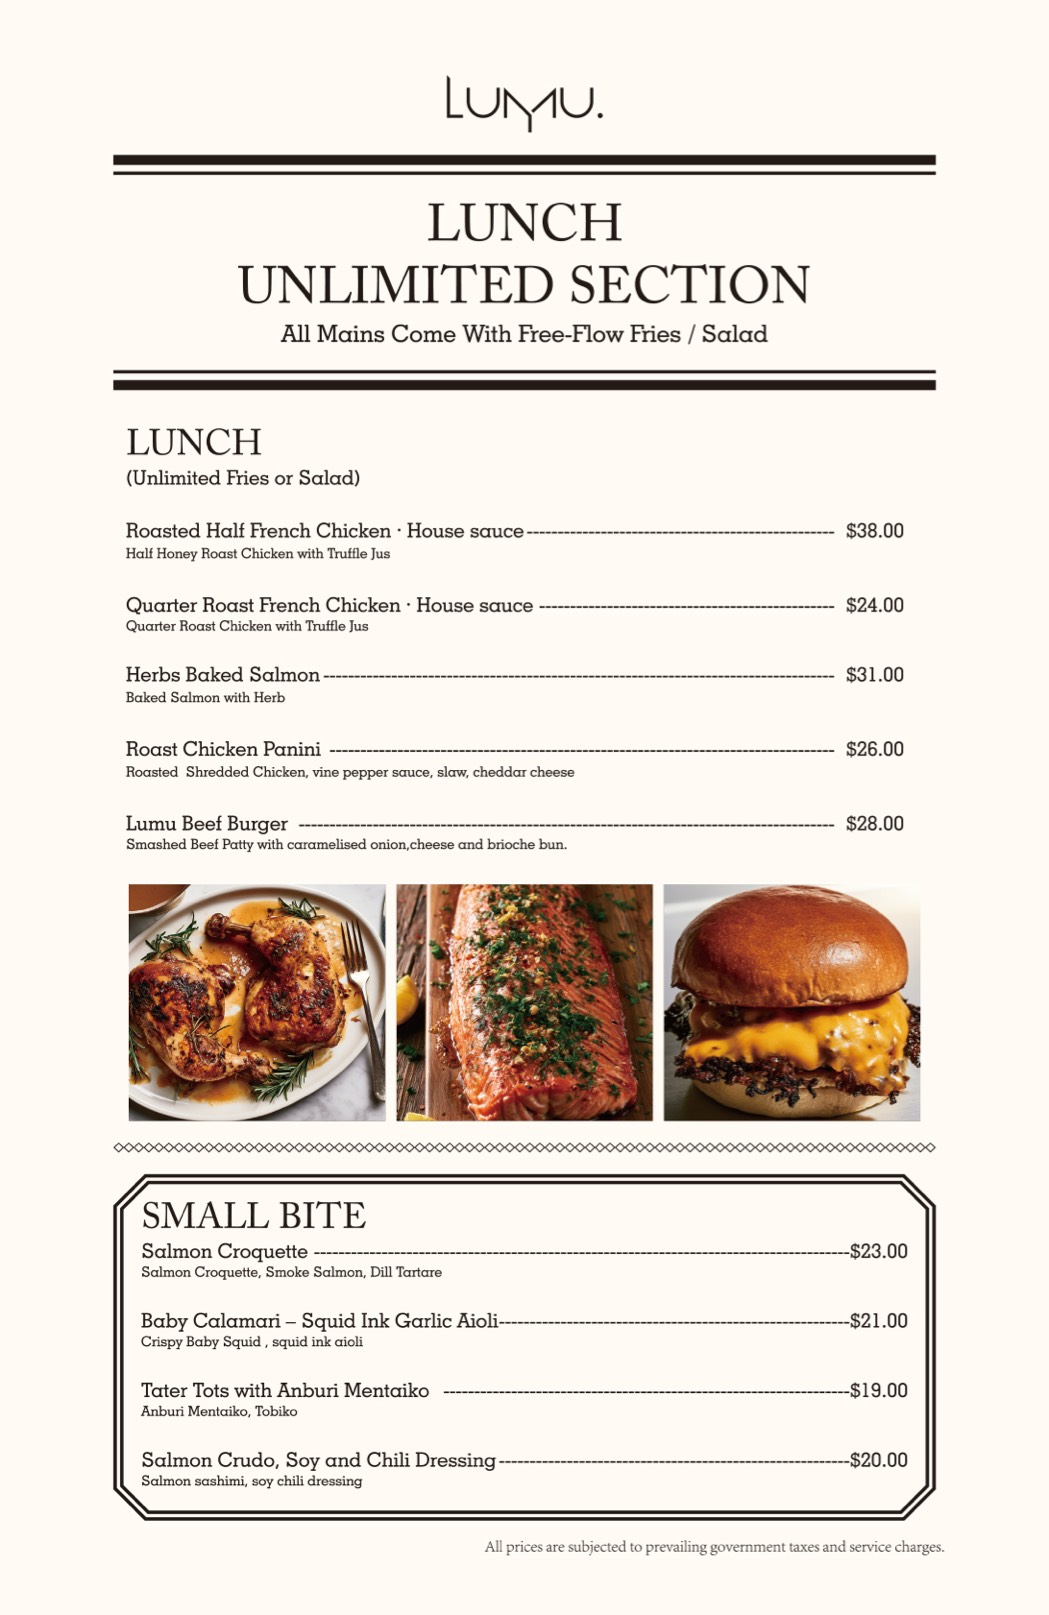 LUMU.
LUNCH
UNLIMITED SECTION
All Mains Come With Free-Flow Fries / Salad
LUNCH
(Unlimited Fries or Salad)
Roasted Half French Chicken · House sauce -------------------------------------------------- $38.00
Half Honey Roast Chicken with Truffle Jus
Quarter Roast French Chicken · House sauce ------------------------------------------------ $24.00
Quarter Roast Chicken with Truffle Jus
Herbs Baked Salmon ----------------------------------------------------------------------------------- $31.00
Baked Salmon with Herb
Roast Chicken Panini ---------------------------------------------------------------------------------- $26.00
Roasted  Shredded Chicken, vine pepper sauce, slaw, cheddar cheese
Lumu Beef Burger --------------------------------------------------------------------------------------- $28.00
Smashed Beef Patty with caramelised onion,cheese and brioche bun.
SMALL BITE
Salmon Croquette ---------------------------------------------------------------------------------------$23.00
Salmon Croquette, Smoke Salmon, Dill Tartare
Baby Calamari – Squid Ink Garlic Aioli---------------------------------------------------------$21.00
Crispy Baby Squid , squid ink aioli
Tater Tots with Anburi Mentaiko ------------------------------------------------------------------$19.00
Anburi Mentaiko, Tobiko
Salmon Crudo, Soy and Chili Dressing---------------------------------------------------------$20.00
Salmon sashimi, soy chili dressing
All prices are subjected to prevailing government taxes and service charges.